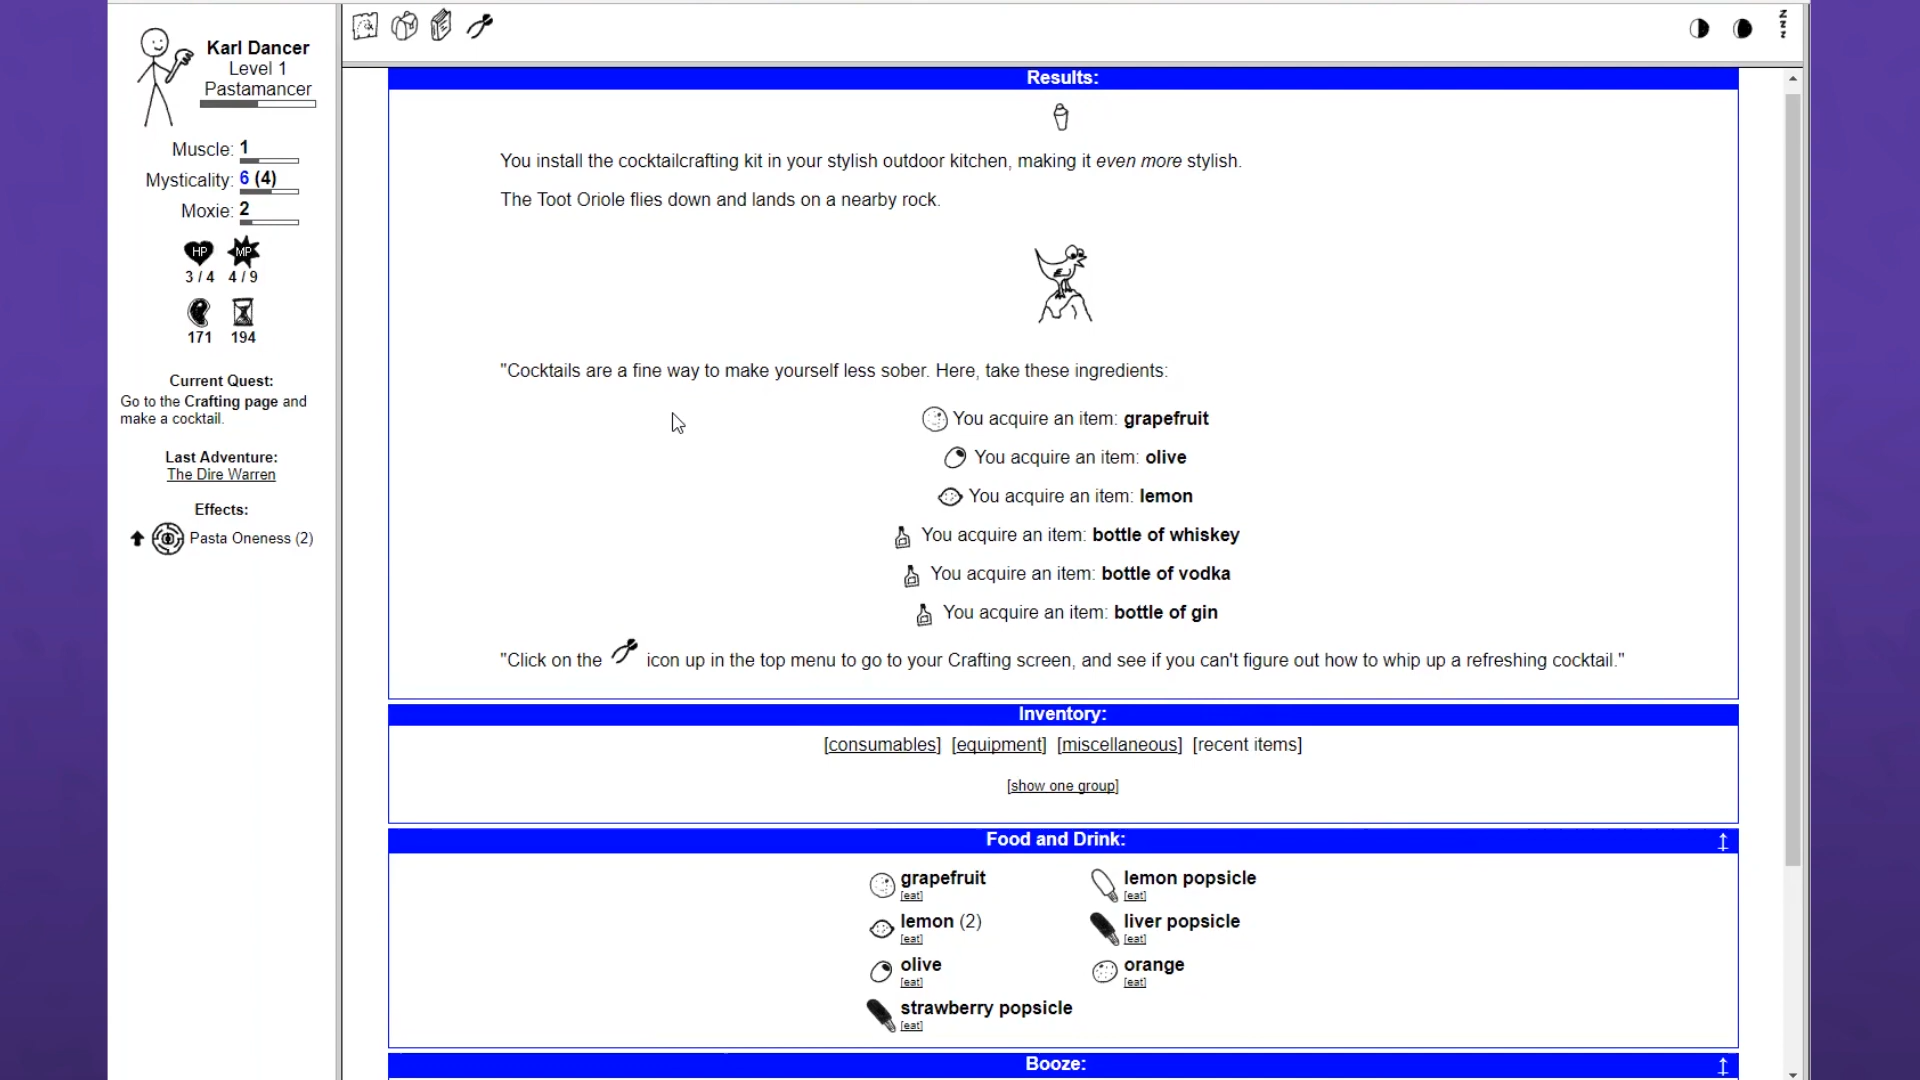 Karl Dancer
Level 1
Pastamancer
Muscle: 1
Mysticality: 6 (4)
Moxie: 2
HP MP
3 / 4 4 / 9
171 194
Current Quest:
Go to the Crafting page and
make a cocktail.
Last Adventure:
The Dire Warren
Effects:
Pasta Oneness (2)
z
z
z
Results:
You install the cocktailcrafting kit in your stylish outdoor kitchen, making it even more stylish.
The Toot Oriole flies down and lands on a nearby rock.
"Cocktails are a fine way to make yourself less sober. Here, take these ingredients:
You acquire an item: grapefruit
You acquire an item: olive
You acquire an item: lemon
You acquire an item: bottle of whiskey
You acquire an item: bottle of vodka
You acquire an item: bottle of gin
"Click on the icon up in the top menu to go to your Crafting screen, and see if you can't figure out how to whip up a refreshing cocktail."
Inventory:
[consumables] [equipment] [miscellaneous] [recent items]
[show one group]
Food and Drink:
grapefruit lemon popsicle
[eat] [eat]
lemon (2) liver popsicle
[eat] [eat]
olive orange
[eat] [eat]
strawberry popsicle
[eat]
Booze: